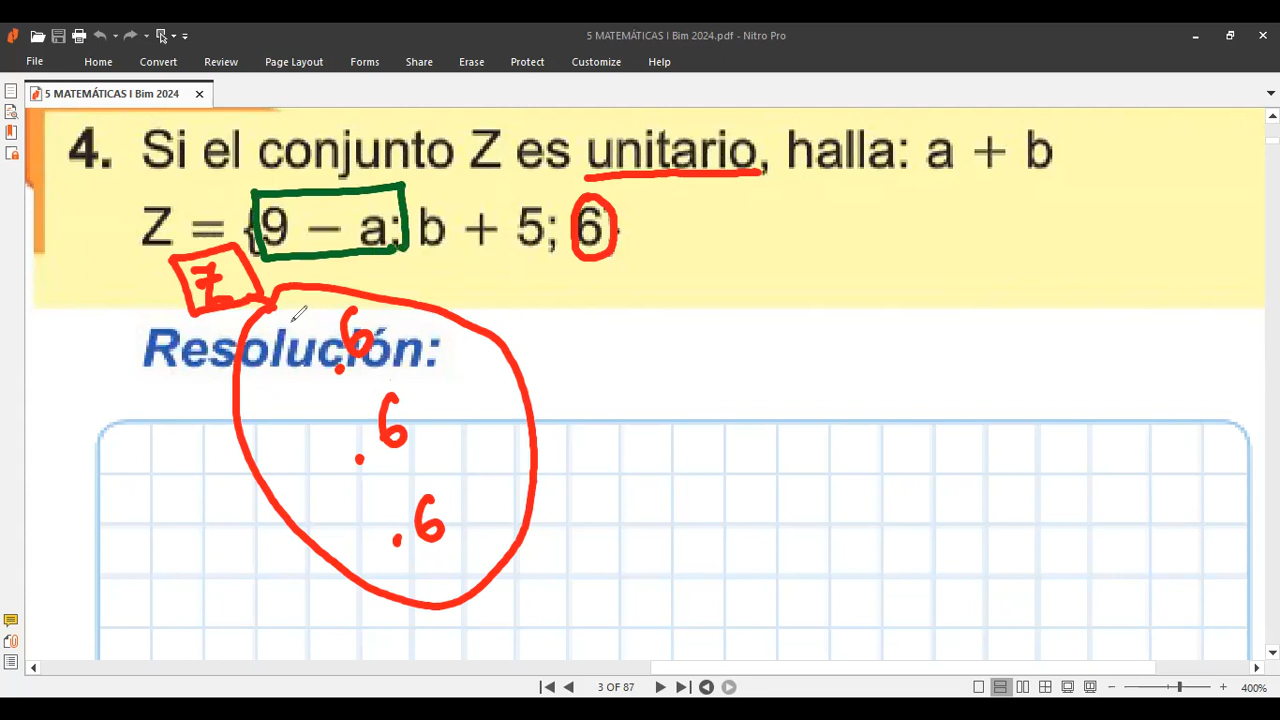 5 MATEMÁTICAS I Bim 2024.pdf - Nitro Pro
File Home Convert Review Page Layout Forms Share Erase Protect Customize Help
5 MATEMÁTICAS I Bim 2024
4. Si el conjunto Z es unitario, halla: a + b
Z = {9 − a; b + 5; 6}
Z
Resolución:
6
6
6
3 OF 87
400%